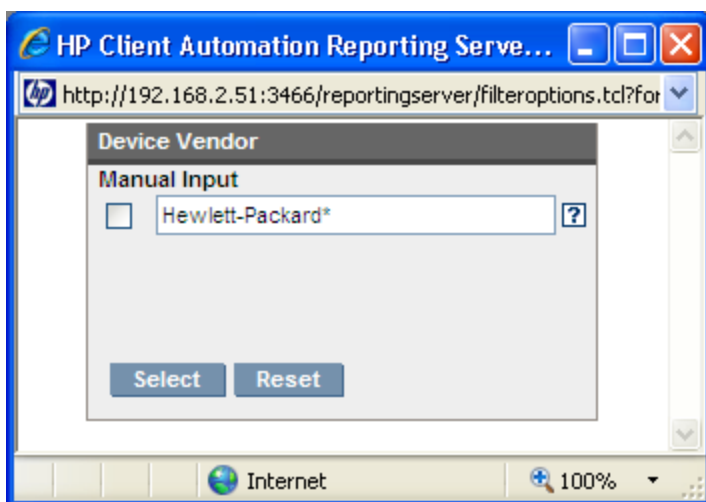 HP Client Automation Reporting Serve...
http://192.168.2.51:3466/reportingserver/filteroptions.tcl?for
Device Vendor
Manual Input
Hewlett-Packard* ?
Select Reset
Internet 100%